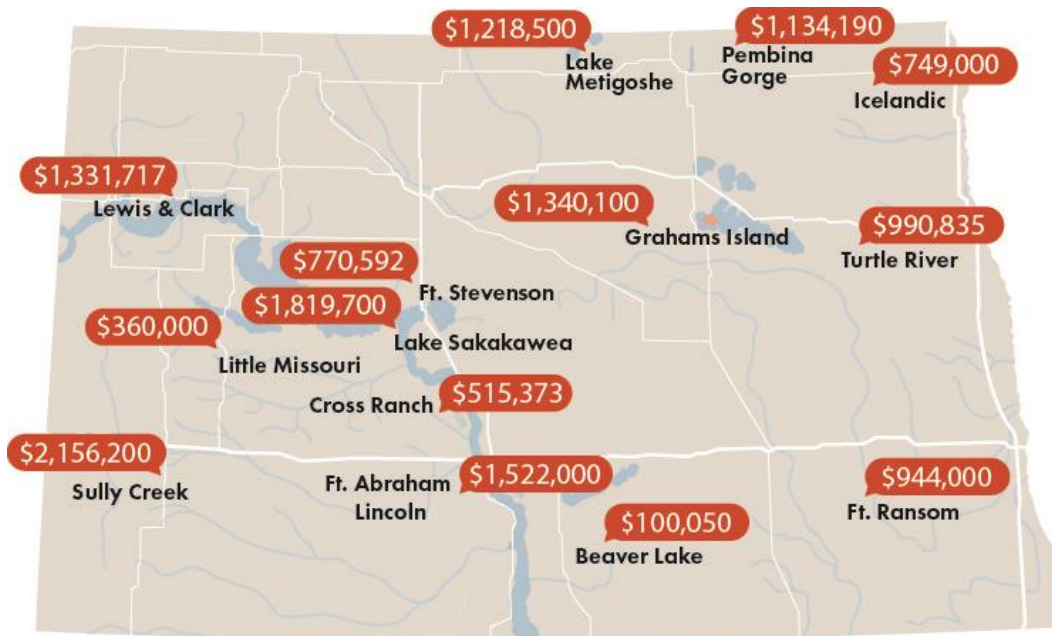 $1,218,500
Lake
Metigoshe
$1,134,190
Pembina
Gorge
$749,000
Icelandic
$1,331,717
Lewis & Clark
$1,340,100
Grahams Island
$990,835
Turtle River
$770,592
Ft. Stevenson
$1,819,700
Lake Sakakawea
$360,000
Little Missouri
$515,373
Cross Ranch
$2,156,200
Sully Creek
$1,522,000
Ft. Abraham
Lincoln
$944,000
Ft. Ransom
$100,050
Beaver Lake